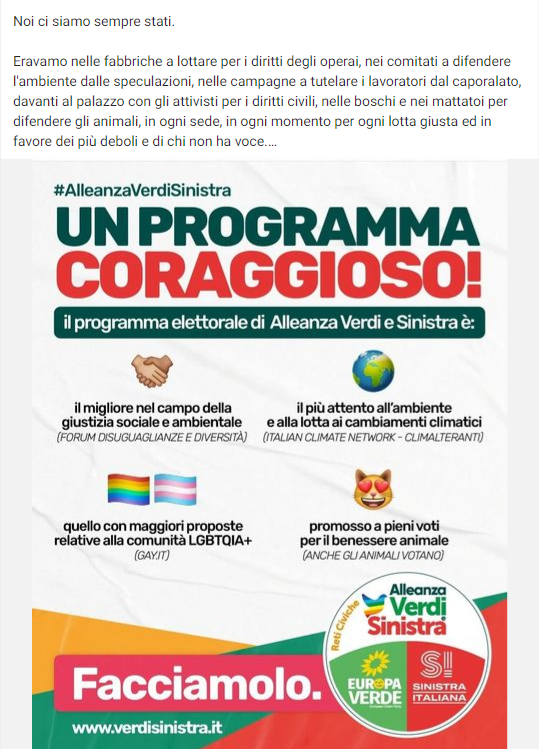 Noi ci siamo sempre stati.
Eravamo nelle fabbriche a lottare per i diritti degli operai, nei comitati a difendere
l'ambiente dalle speculazioni, nelle campagne a tutelare i lavoratori dal caporalato,
davanti al palazzo con gli attivisti per i diritti civili, nelle boschi e nei mattatoi per
difendere gli animali, in ogni sede, in ogni momento per ogni lotta giusta ed in
favore dei più deboli e di chi non ha voce....
#AlleanzaVerdiSinistra
UN PROGRAMMA
CORAGGIOSO!
il programma elettorale di Alleanza Verdi e Sinistra è:
il migliore nel campo della
giustizia sociale e ambientale
(FORUM DISUGUAGLIANZE E DIVERSITÀ)
il più attento all'ambiente
e alla lotta ai cambiamenti climatici
(ITALIAN CLIMATE NETWORK - CLIMALTERANTI)
quello con maggiori proposte
relative alla comunità LGBTQIA+
(GAY.IT)
promosso a pieni voti
per il benessere animale
(ANCHE GLI ANIMALI VOTANO)
Reti Civiche
Alleanza
Verdi
Sinistra
EUROPA
VERDE
SI
SINISTRA
ITALIANA
Facciamolo.
www.verdisinistra.it